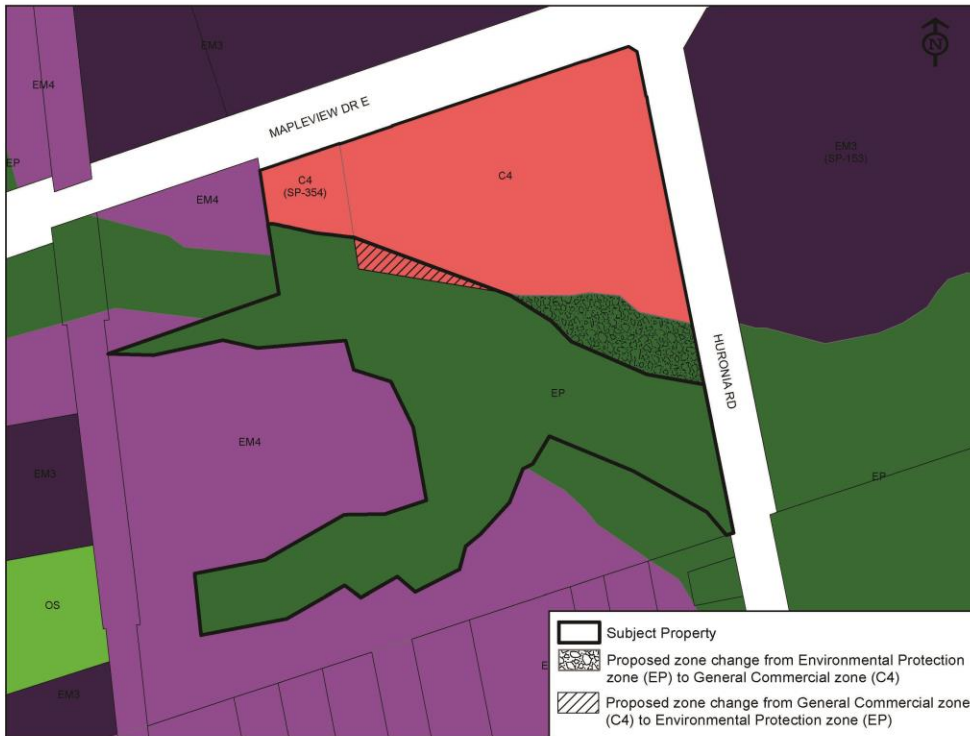 N
EM3
EM4
MAPLEVIEW DR E
EP
EM3
(SP-153)
C4
(SP-354)
C4
EM4
HURONIA RD
EP
EM4
EM3
EP
OS
EM3
Subject Property
Proposed zone change from Environmental Protection
zone (EP) to General Commercial zone (C4)
Proposed zone change from General Commercial zone
(C4) to Environmental Protection zone (EP)